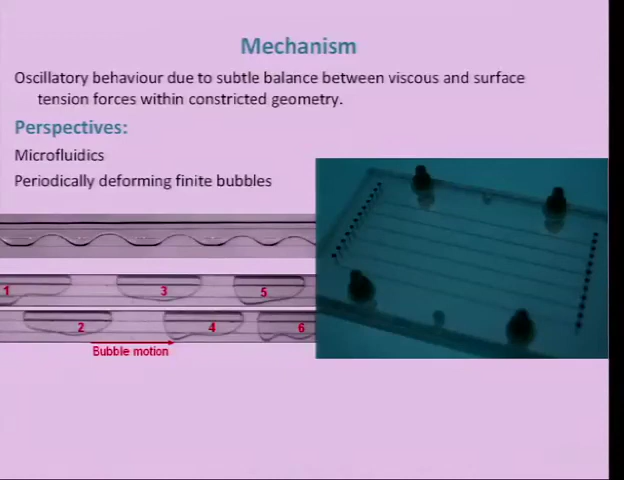 Mechanism
Oscillatory behaviour due to subtle balance between viscous and surface
tension forces within constricted geometry.
Perspectives:
Microfluidics
Periodically deforming finite bubbles
1
3
5
2
4
6
Bubble motion